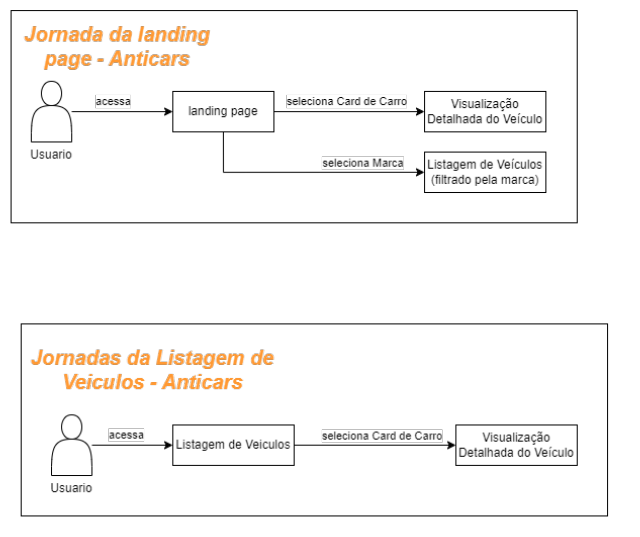 Jornada da landing
page - Anticars
acessa
landing page
seleciona Card de Carro
Visualização
Detalhada do Veículo
Usuario
seleciona Marca
Listagem de Veículos
(filtrado pela marca)
Jornadas da Listagem de
Veiculos - Anticars
acessa
Listagem de Veiculos
seleciona Card de Carro
Visualização
Detalhada do Veículo
Usuario